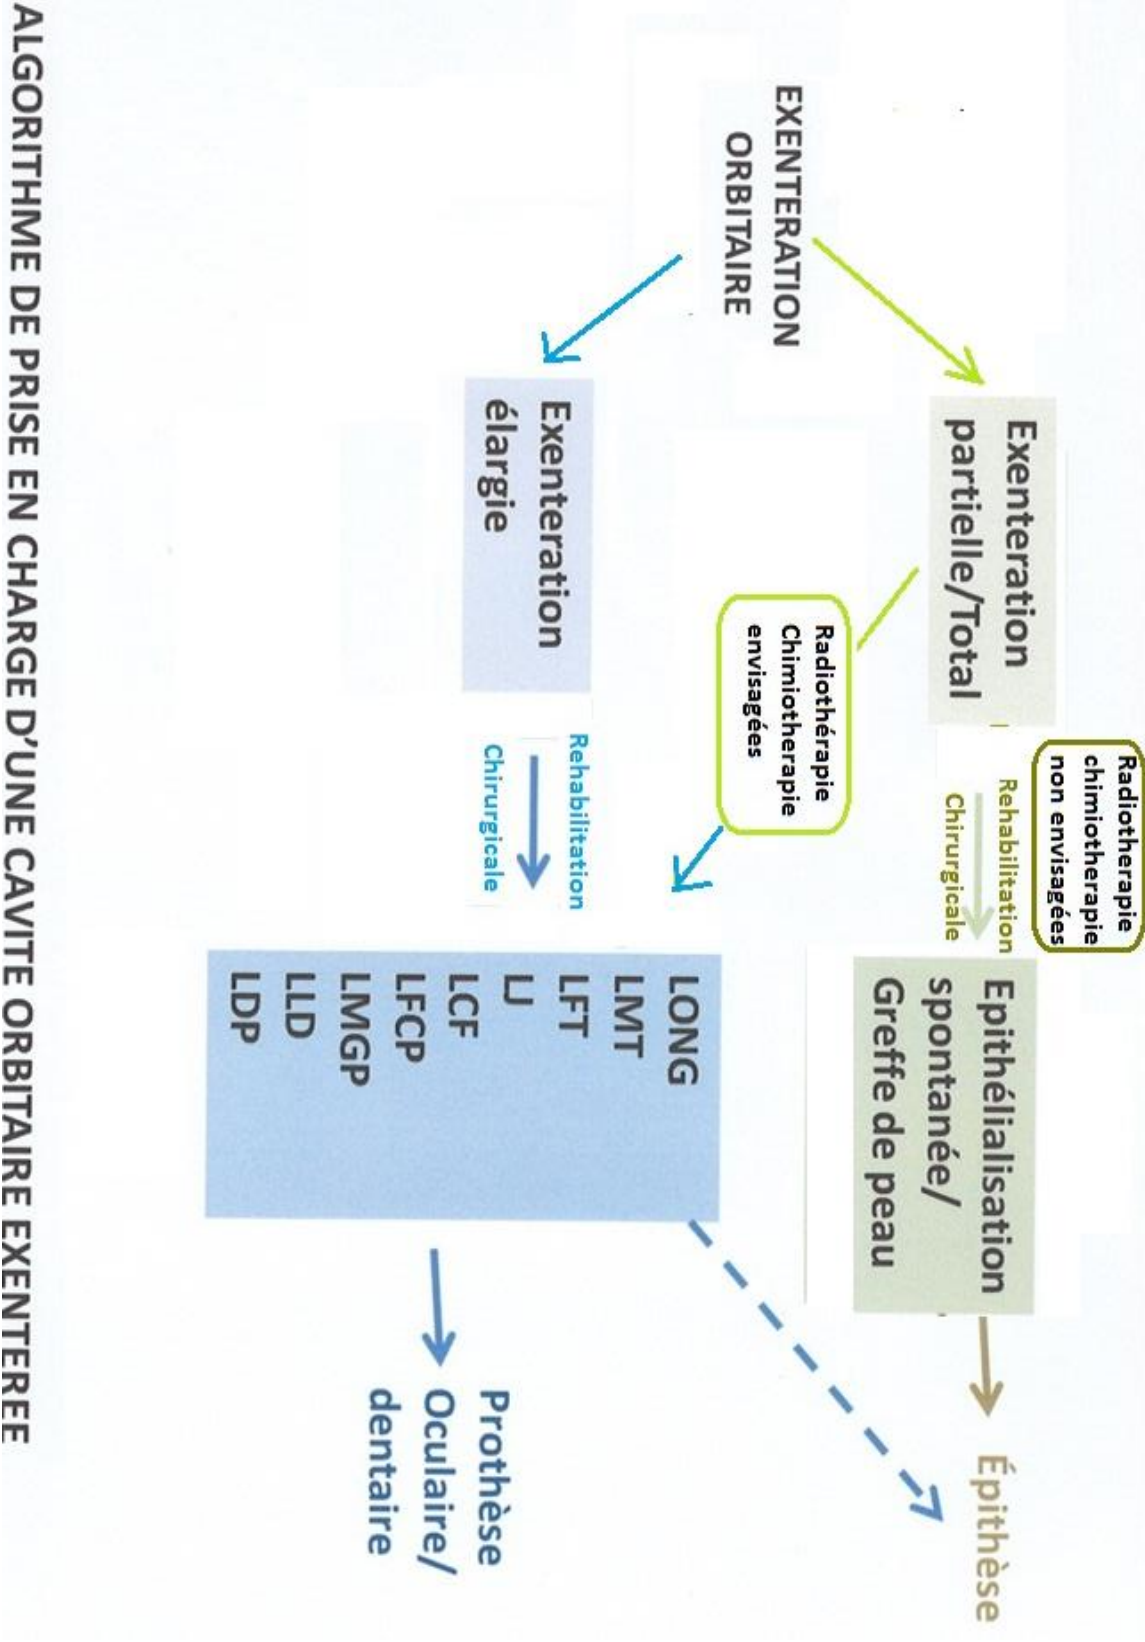 EXENTERATION
ORBITAIRE
Exenteration
partielle/Total
Radiotherapie
chimiotherapie
non envisagées
Rehabilitation
Chirurgicale
Epithélialisation
spontanée/
Greffe de peau
Épithèse
Radiothérapie
Chimiotherapie
envisagées
Exenteration
élargie
Rehabilitation
Chirurgicale
LONG
LMT
LFT
LJ
LCF
LFCP
LMGP
LLD
LDP
Prothèse
Oculaire/
dentaire
ALGORITHME DE PRISE EN CHARGE D’UNE CAVITE ORBITAIRE EXENTEREE